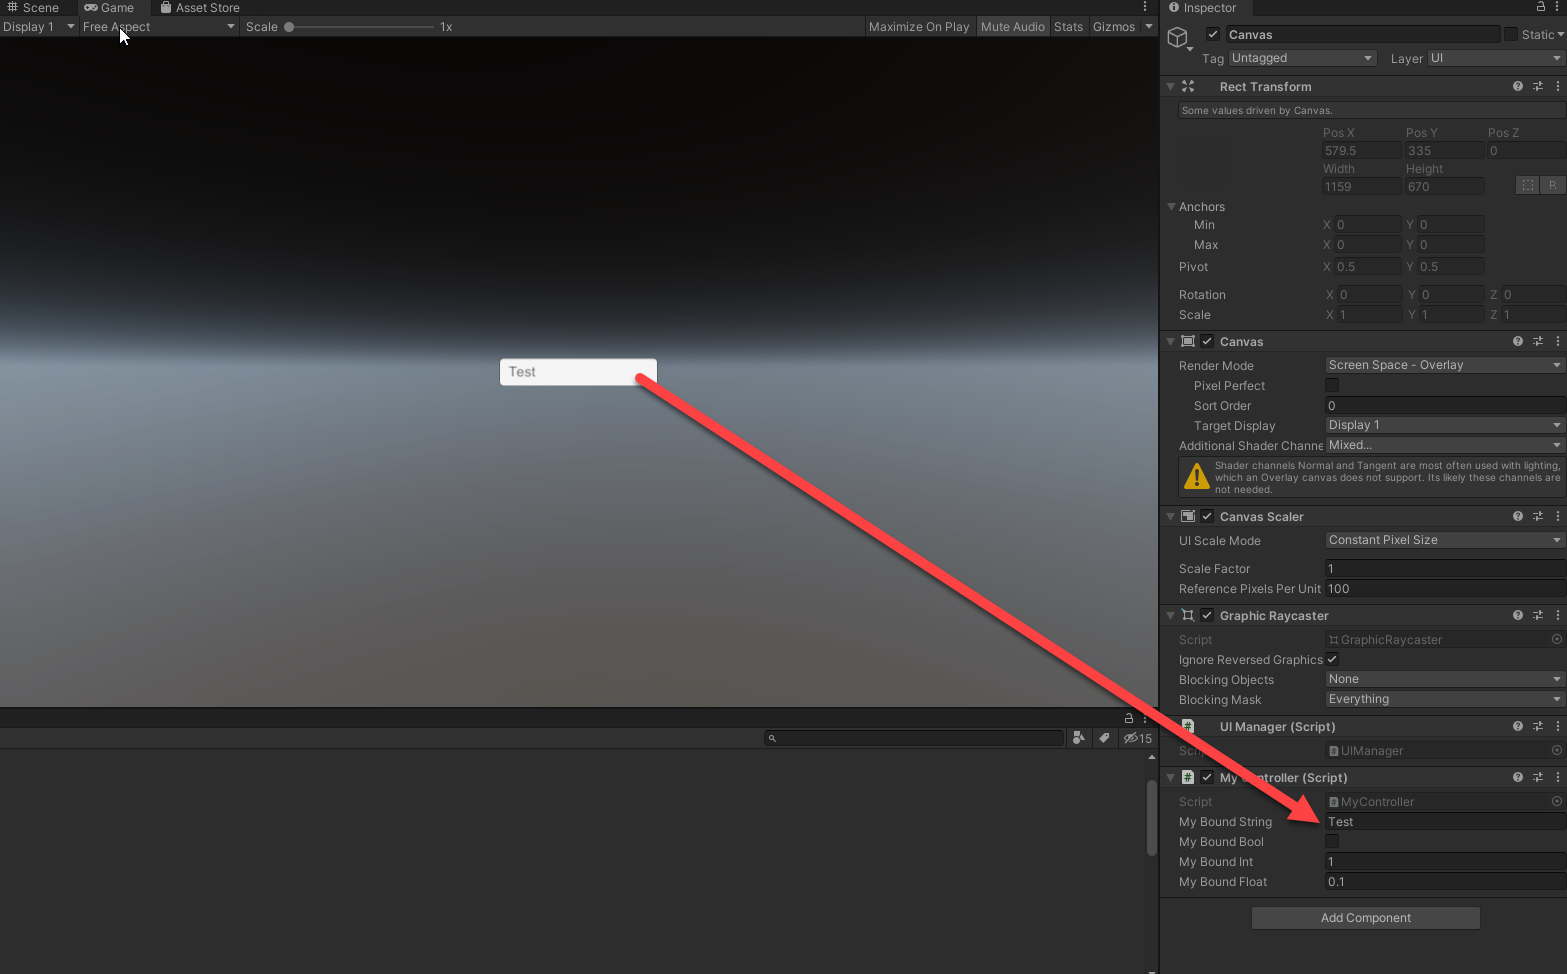 Scene Game Asset Store
Display 1 Free Aspect Scale 1x Maximize On Play Mute Audio Stats Gizmos
Test
15
Inspector
Canvas Static
Tag Untagged Layer UI
Rect Transform
Some values driven by Canvas.
Pos X Pos Y Pos Z
579.5 335 0
Width Height
1159 670 R
Anchors
Min X 0 Y 0
Max X 0 Y 0
Pivot X 0.5 Y 0.5
Rotation X 0 Y 0 Z 0
Scale X 1 Y 1 Z 1
Canvas
Render Mode Screen Space - Overlay
Pixel Perfect
Sort Order 0
Target Display Display 1
Additional Shader Channe Mixed...
Shader channels Normal and Tangent are most often used with lighting,
which an Overlay canvas does not support. Its likely these channels are
not needed.
Canvas Scaler
UI Scale Mode Constant Pixel Size
Scale Factor 1
Reference Pixels Per Unit 100
Graphic Raycaster
Script GraphicRaycaster
Ignore Reversed Graphics
Blocking Objects None
Blocking Mask Everything
# UI Manager (Script)
UIManager
# (Script)
Script MyController
My Bound String Test
My Bound Bool
My Bound Int 1
My Bound Float 0.1
Add Component